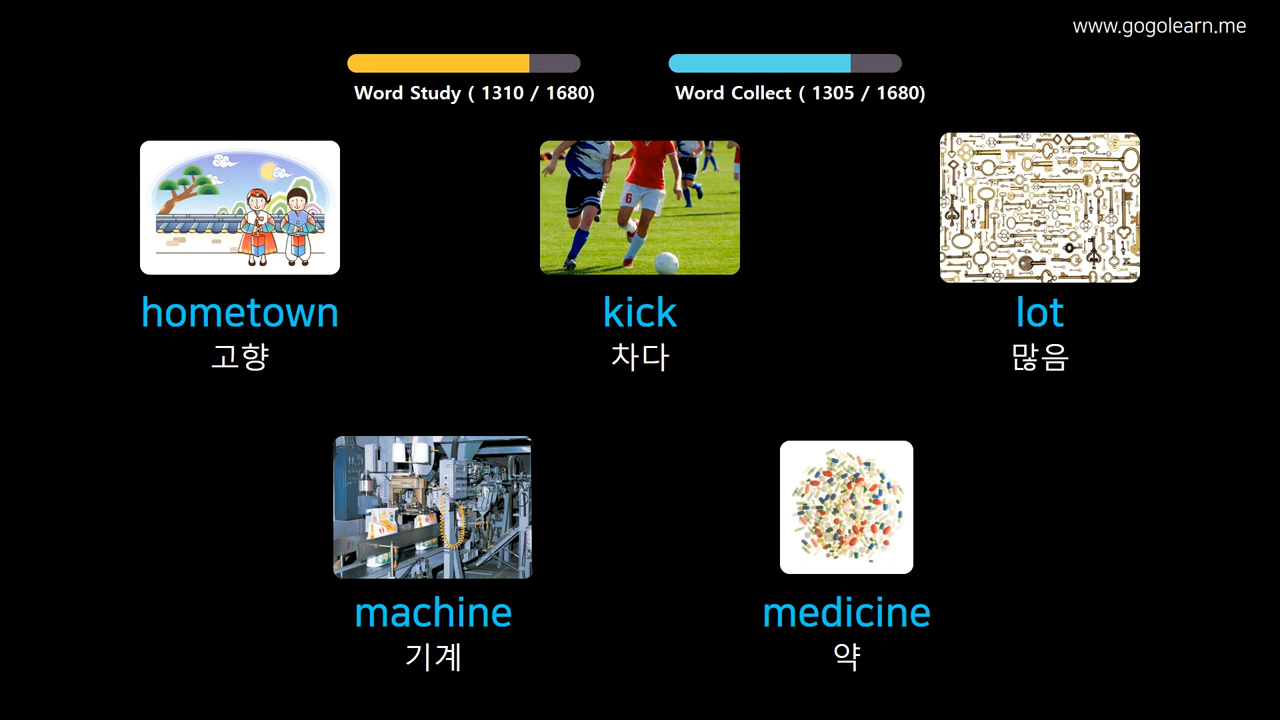 www.gogolearn.me
Word Study ( 1310 / 1680)
Word Collect ( 1305 / 1680)
hometown
고향
kick
차다
lot
많음
machine
기계
medicine
약